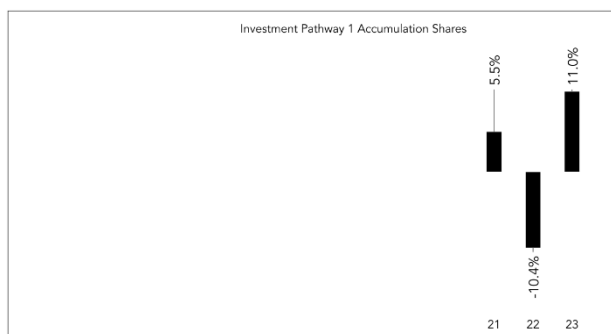 Investment Pathway 1 Accumulation Shares
5.5%
-10.4%
11.0%
21 22 23